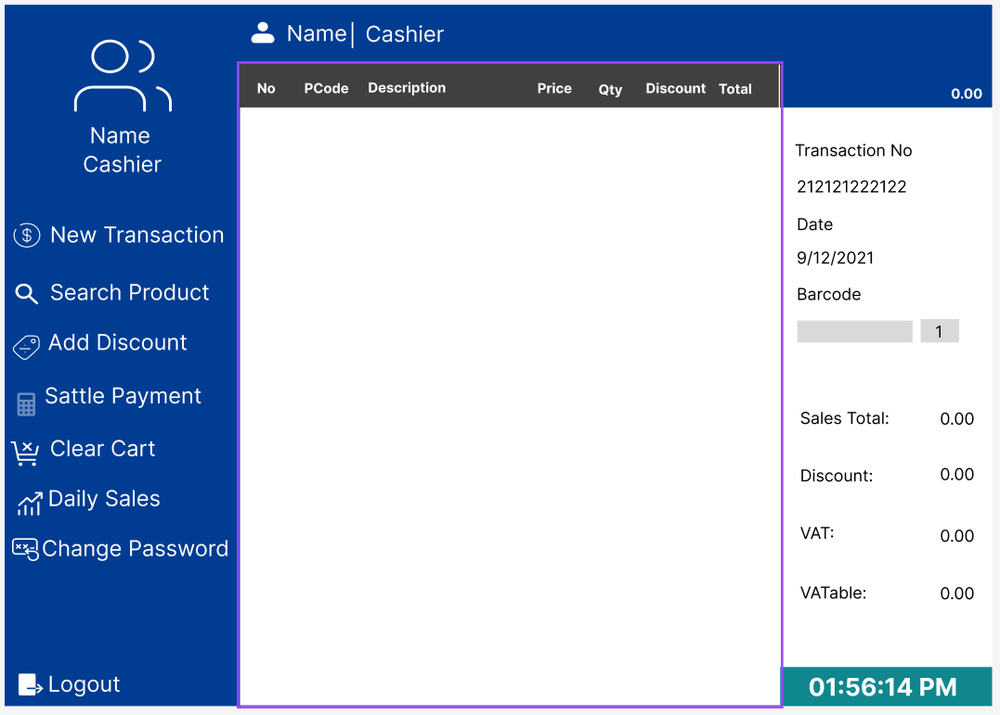 Name
Cashier
New Transaction
Search Product
Add Discount
Sattle Payment
Clear Cart
Daily Sales
Change Password
Logout
Name| Cashier
No PCode Description Price Qty Discount Total
0.00
Transaction No
212121222122
Date
9/12/2021
Barcode
1
Sales Total: 0.00
Discount: 0.00
VAT: 0.00
VATable: 0.00
01:56:14 PM